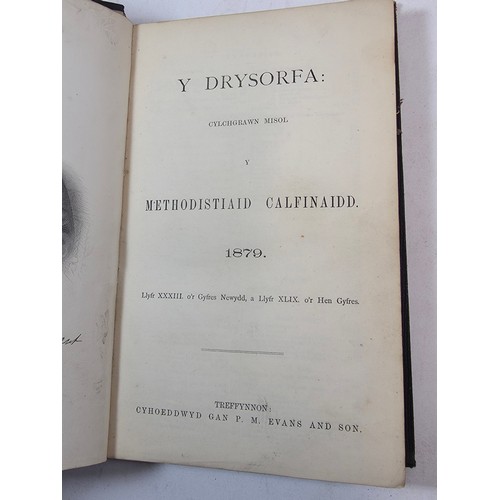 Y DRYSORFA:
CYLCHGRAWN MISOL
Y
METHODISTIAID CALFINAIDD.
1879.
Llyfr XXXIII. o'r Gyfres Newydd, a Llyfr XLIX. o'r Hen Gyfres.
TREFFYNNON:
CYHOEDDWYD GAN P. M. EVANS AND SON.